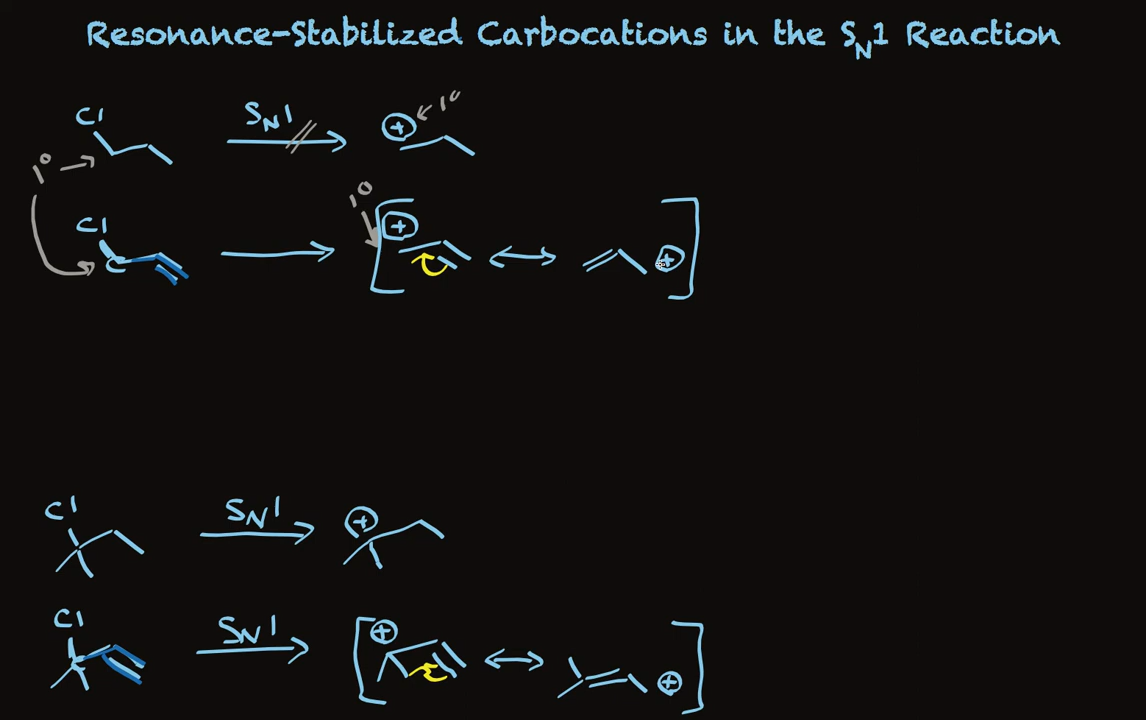 Resonance-Stabilized Carbocations in the SN1 Reaction
Cl
SN1
+
1°
1°
1°
Cl
C
+
+
Cl
SN1
+
Cl
SN1
+
+